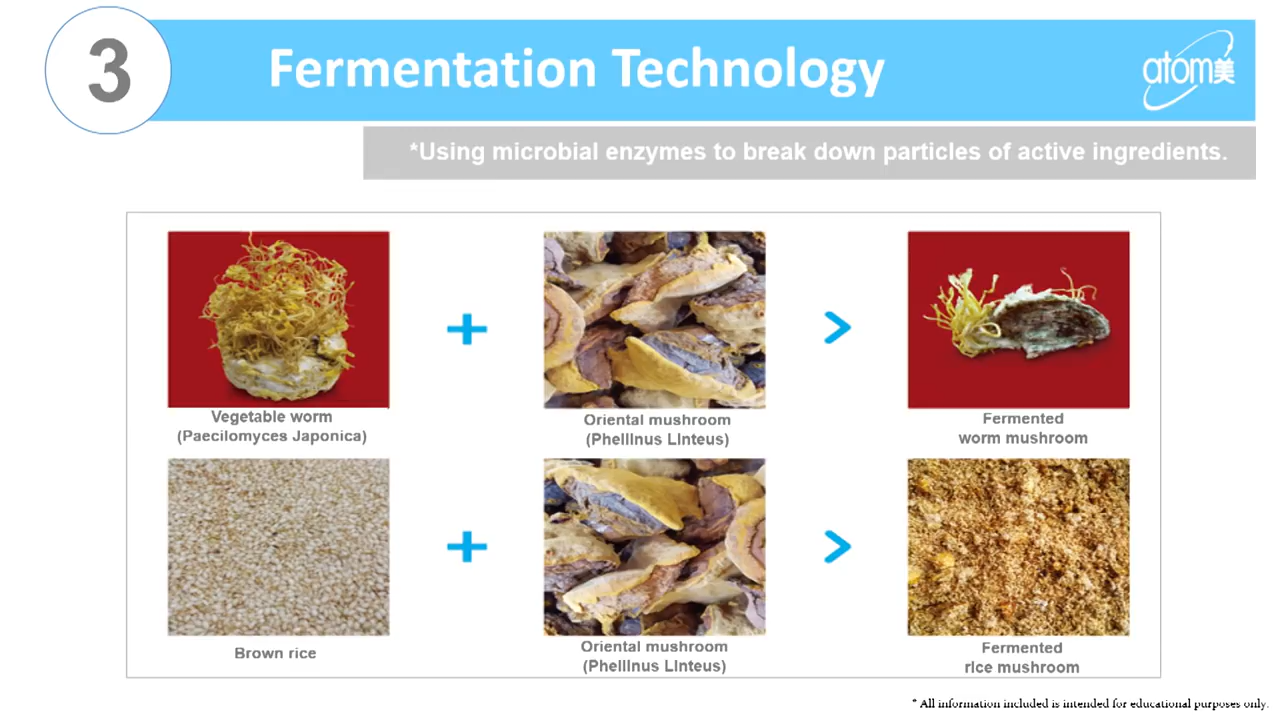 3
Fermentation Technology
atom美
*Using microbial enzymes to break down particles of active ingredients.
Vegetable worm
(Paecilomyces Japonica)
+
Oriental mushroom
(Phellinus Linteus)
>
Fermented
worm mushroom
Brown rice
+
Oriental mushroom
(Phellinus Linteus)
>
Fermented
rice mushroom
* All information included is intended for educational purposes only.